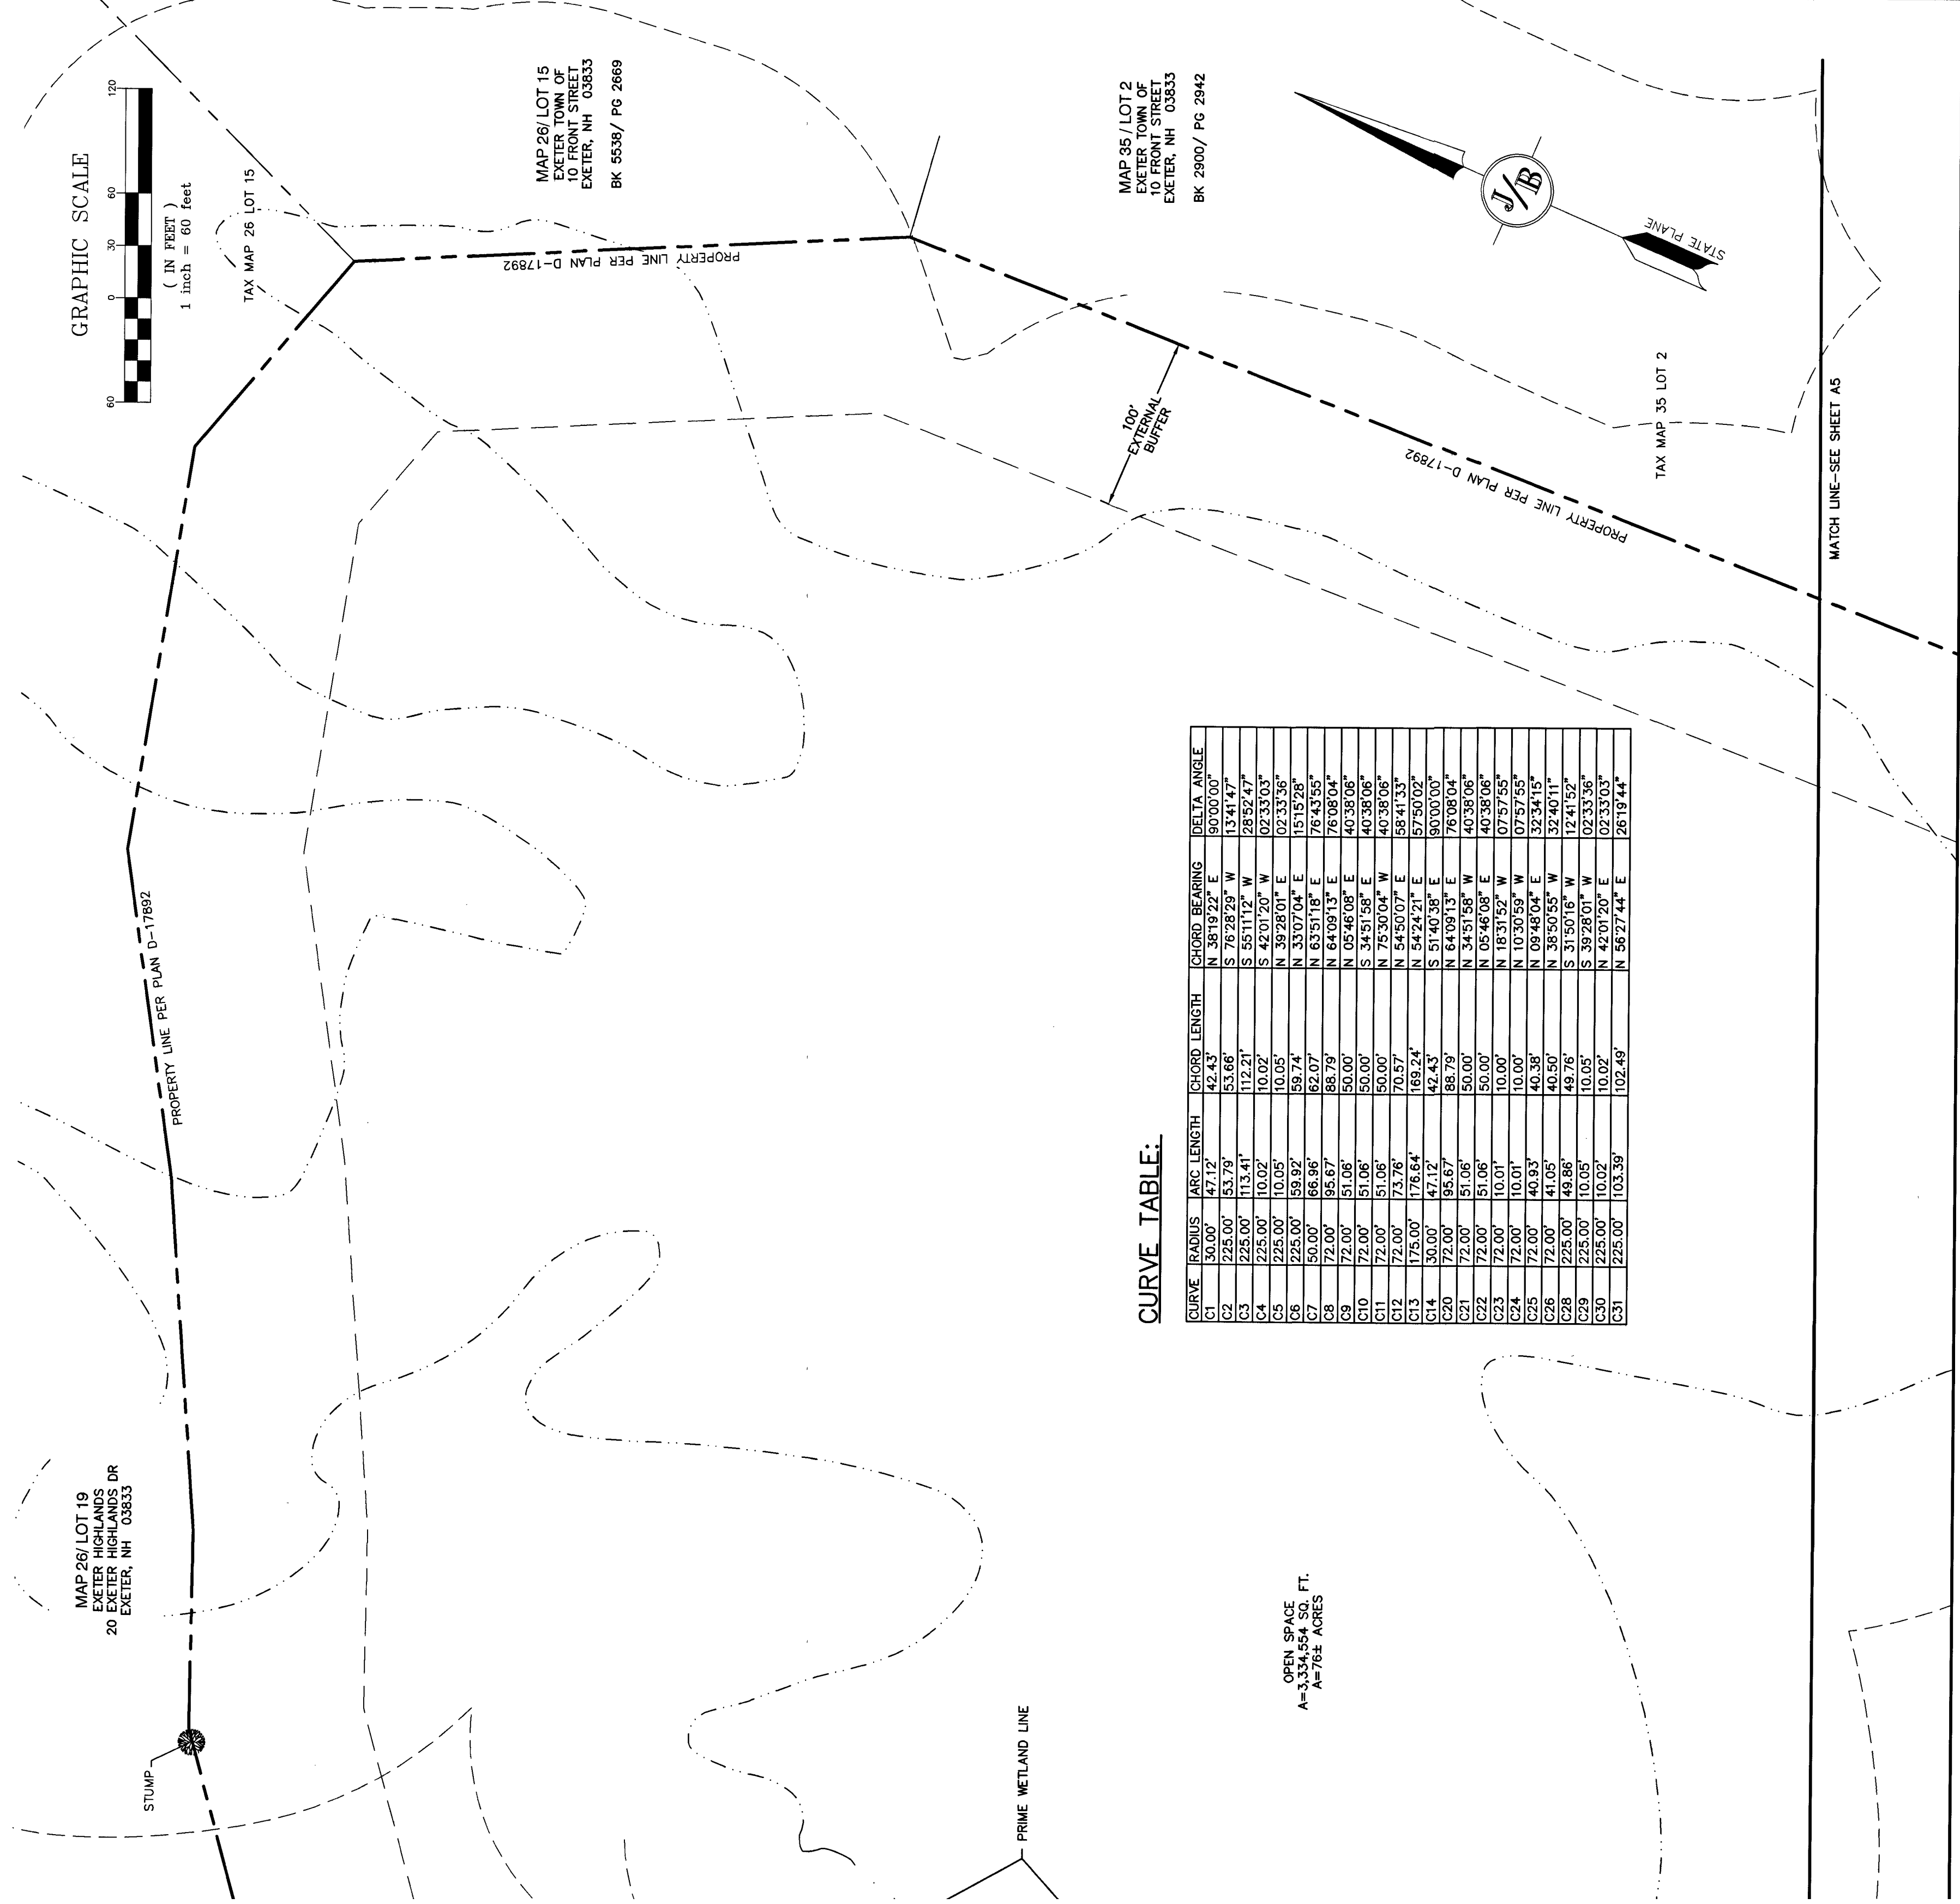 GRAPHIC SCALE
60 0 30 60 120
( IN FEET )
1 inch = 60 feet
TAX MAP 26 LOT 15
MAP 26/ LOT 15
EXETER TOWN OF
10 FRONT STREET
EXETER, NH 03833
BK 5538/ PG 2669
MAP 35 / LOT 2
EXETER TOWN OF
10 FRONT STREET
EXETER, NH 03833
BK 2900/ PG 2942
J/B
STATE PLANE
PROPERTY LINE PER PLAN D-17892
100'
EXTERNAL
BUFFER
PROPERTY LINE PER PLAN D-17892
TAX MAP 35 LOT 2
MATCH LINE-SEE SHEET A5
PROPERTY LINE PER PLAN D-17892
MAP 26/ LOT 19
EXETER HIGHLANDS
20 EXETER HIGHLANDS DR
EXETER, NH 03833
STUMP
PRIME WETLAND LINE
OPEN SPACE
A=3,334,554 SQ. FT.
A=76± ACRES
CURVE TABLE:
CURVE RADIUS ARC LENGTH CHORD LENGTH CHORD BEARING DELTA ANGLE
C1 30.00' 47.12' 42.43' N 38°19'22" E 90°00'00"
C2 225.00' 53.79' 53.66' S 76°28'29" W 13°41'47"
C3 225.00' 113.41' 112.21' S 55°11'12" W 28°52'47"
C4 225.00' 10.02' 10.02' S 42°01'20" W 02°33'03"
C5 225.00' 10.05' 10.05' N 39°28'01" E 02°33'36"
C6 225.00' 59.92' 59.74' N 33°07'04" E 15°15'28"
C7 50.00' 66.96' 62.07' N 63°51'18" E 76°43'55"
C8 72.00' 95.67' 88.79' N 64°09'13" E 76°08'04"
C9 72.00' 51.06' 50.00' N 05°46'08" E 40°38'06"
C10 72.00' 51.06' 50.00' S 34°51'58" E 40°38'06"
C11 72.00' 51.06' 50.00' N 75°30'04" W 40°38'06"
C12 72.00' 73.76' 70.57' N 54°50'07" E 58°41'33"
C13 175.00' 176.64' 169.24' N 54°24'21" E 57°50'02"
C14 30.00' 47.12' 42.43' S 51°40'38" E 90°00'00"
C20 72.00' 95.67' 88.79' N 64°09'13" E 76°08'04"
C21 72.00' 51.06' 50.00' N 34°51'58" W 40°38'06"
C22 72.00' 51.06' 50.00' N 05°46'08" E 40°38'06"
C23 72.00' 10.01' 10.00' N 18°31'52" W 07°57'55"
C24 72.00' 10.01' 10.00' N 10°30'59" W 07°57'55"
C25 72.00' 40.93' 40.38' N 09°48'04" E 32°34'15"
C26 72.00' 41.05' 40.50' N 38°50'55" W 32°40'11"
C28 225.00' 49.86' 49.76' S 31°50'16" W 12°41'52"
C29 225.00' 10.05' 10.05' S 39°28'01" W 02°33'36"
C30 225.00' 10.02' 10.02' N 42°01'20" E 02°33'03"
C31 225.00' 103.39' 102.49' N 56°27'44" E 26°19'44"